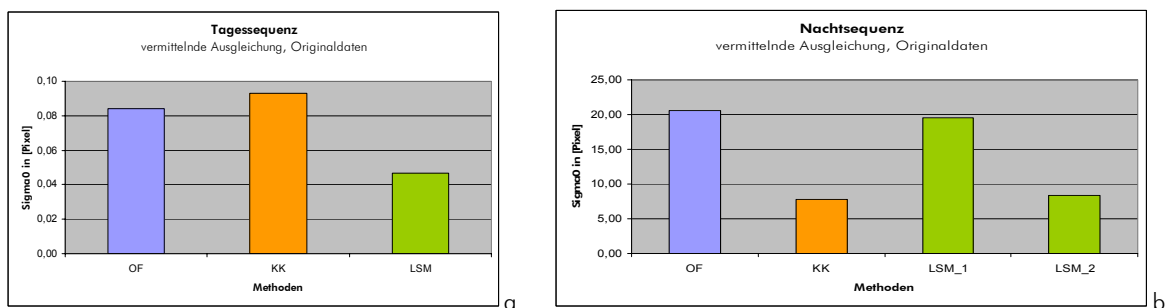 Tagessequenz
vermittelnde Ausgleichung, Originaldaten
Sigma0 in [Pixel]
0,10
0,08
0,06
0,04
0,02
0,00
OF KK LSM
Methoden
a
Nachtsequenz
vermittelnde Ausgleichung, Originaldaten
Sigma0 in [Pixel]
25,00
20,00
15,00
10,00
5,00
0,00
OF KK LSM_1 LSM_2
Methoden
b